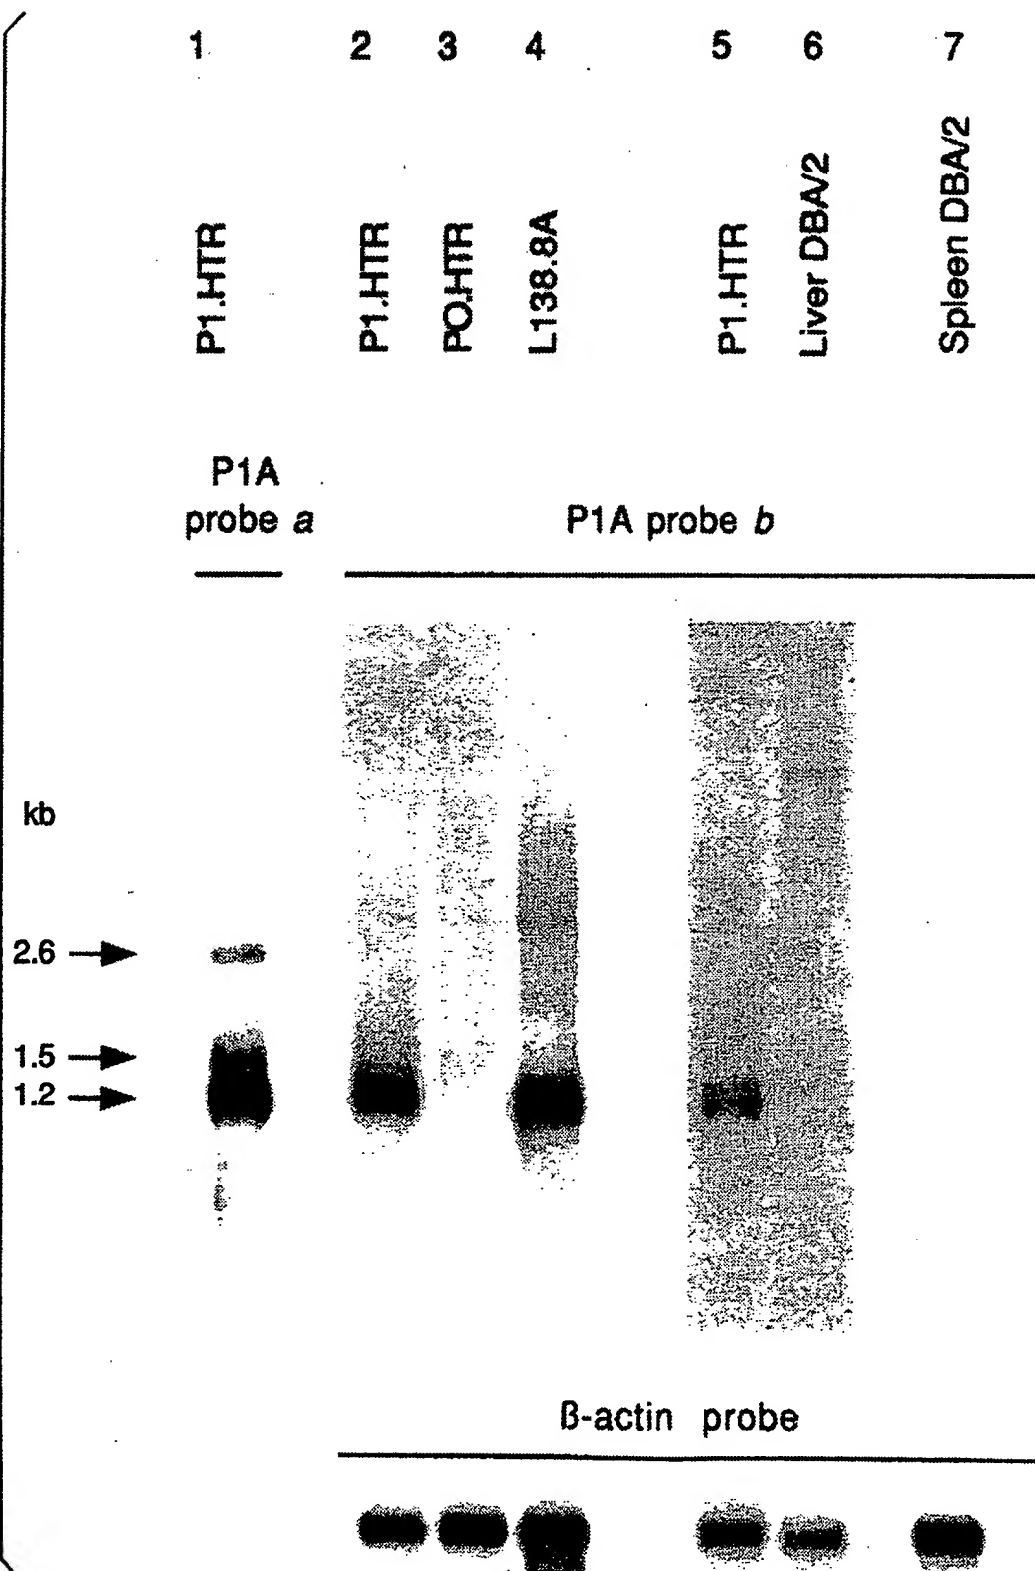 1 2 3 4 5 6 7
P1.HTR
P1.HTR
PO.HTR
L138.8A
P1.HTR
Liver DBA/2
Spleen DBA/2
P1A
probe a
P1A probe b
kb
2.6
1.5
1.2
ß-actin probe